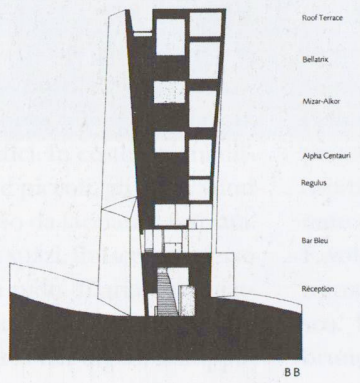 Roof Terrace
Bellatrix
Mizar-Alkor
Alpha Centauri
Regulus
Bar Bleu
Réception
B B